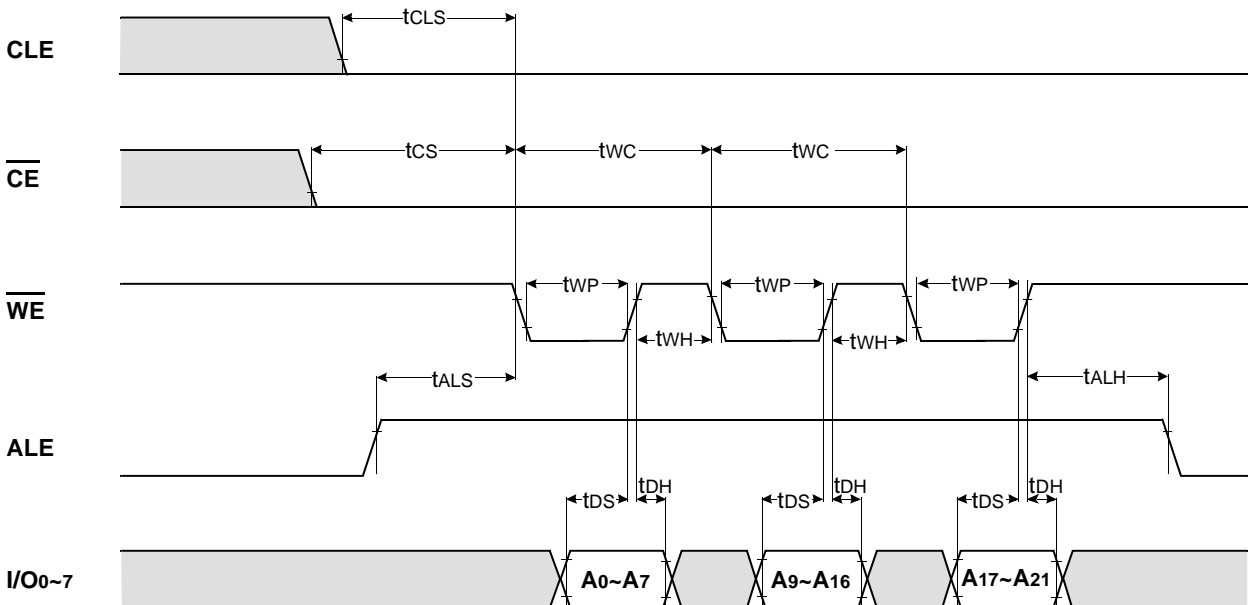 tCLS
CLE
tCS tWC tWC
CE
tWP tWP tWP
WE
tWH tWH
tALS tALH
ALE
tDS tDH tDS tDH tDS tDH
I/O0~7 A0~A7 A9~A16 A17~A21